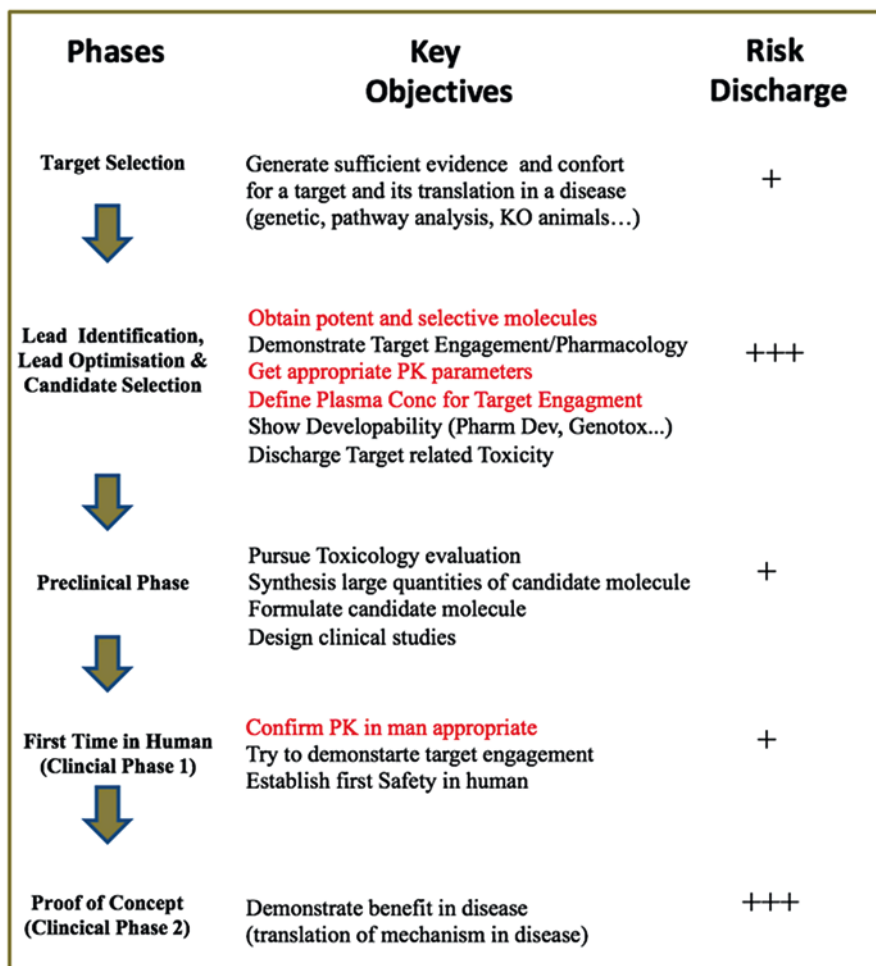 Phases Key Objectives Risk Discharge
Target Selection
Generate sufficient evidence and confort
for a target and its translation in a disease
(genetic, pathway analysis, KO animals…)
+
Lead Identification,
Lead Optimisation &
Candidate Selection
Obtain potent and selective molecules
Demonstrate Target Engagement/Pharmacology
Get appropriate PK parameters
Define Plasma Conc for Target Engagment
Show Developability (Pharm Dev, Genotox...)
Discharge Target related Toxicity
+++
Preclinical Phase
Pursue Toxicology evaluation
Synthesis large quantities of candidate molecule
Formulate candidate molecule
Design clinical studies
+
First Time in Human
(Clincial Phase 1)
Confirm PK in man appropriate
Try to demonstarte target engagement
Establish first Safety in human
+
Proof of Concept
(Clincical Phase 2)
Demonstrate benefit in disease
(translation of mechanism in disease)
+++